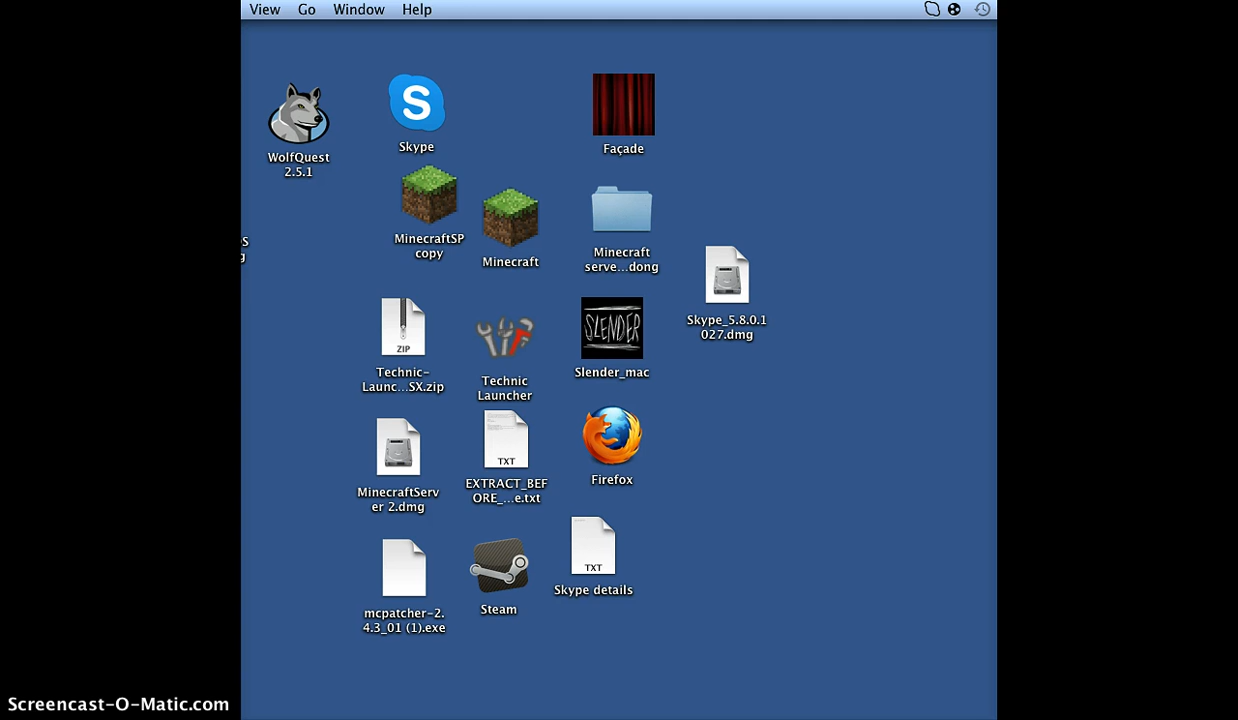 View Go Window Help
WolfQuest
2.5.1
Skype
Façade
MinecraftSP
copy
Minecraft
Minecraft
serve...dong
S
g
Skype_5.8.0.1
027.dmg
ZIP
Technic-
Launc...SX.zip
Technic
Launcher
SLENDER
Slender_mac
MinecraftServ
er 2.dmg
TXT
EXTRACT_BEF
ORE_...e.txt
Firefox
mcpatcher-2.
4.3_01 (1).exe
Steam
TXT
Skype details
Screencast-O-Matic.com